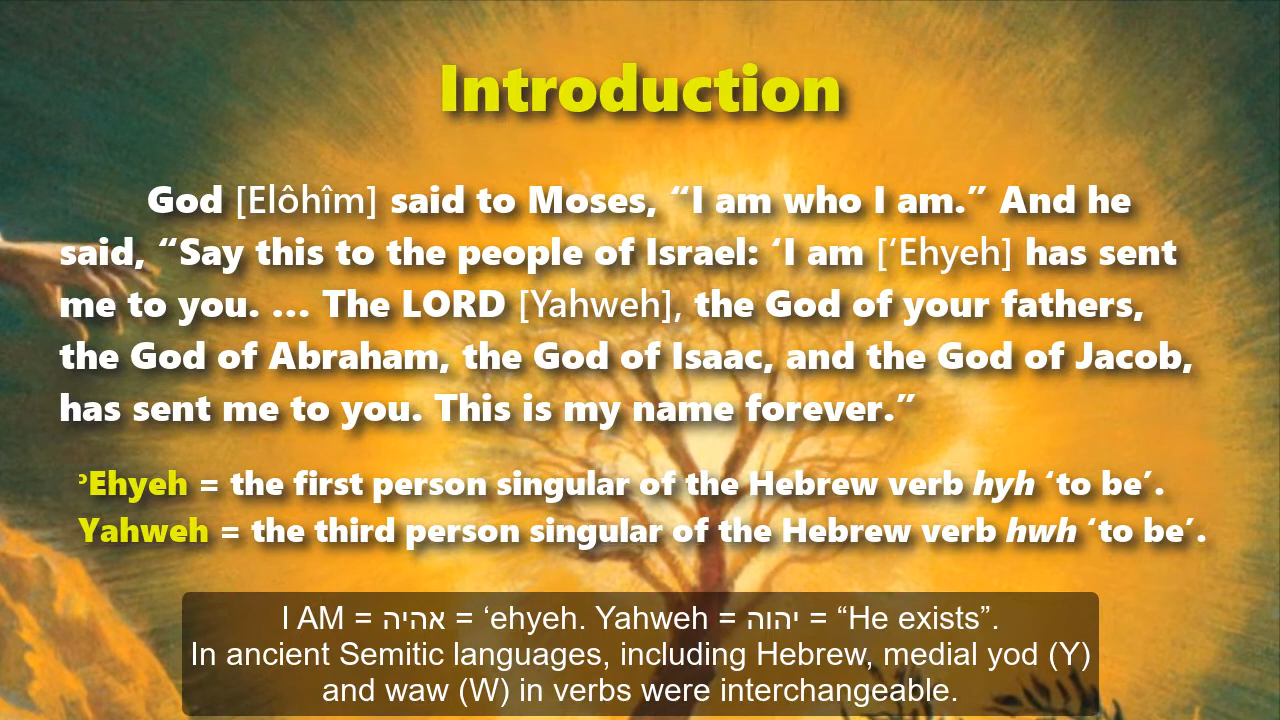 Introduction
God [Elôhîm] said to Moses, “I am who I am.” And he
said, “Say this to the people of Israel: ‘I am [‘Ehyeh] has sent
me to you. … The LORD [Yahweh], the God of your fathers,
the God of Abraham, the God of Isaac, and the God of Jacob,
has sent me to you. This is my name forever.”
ᵓEhyeh = the first person singular of the Hebrew verb hyh ‘to be’.
Yahweh = the third person singular of the Hebrew verb hwh ‘to be’.
I AM = אהיה = ‘ehyeh. Yahweh = יהוה = “He exists”.
In ancient Semitic languages, including Hebrew, medial yod (Y)
and waw (W) in verbs were interchangeable.